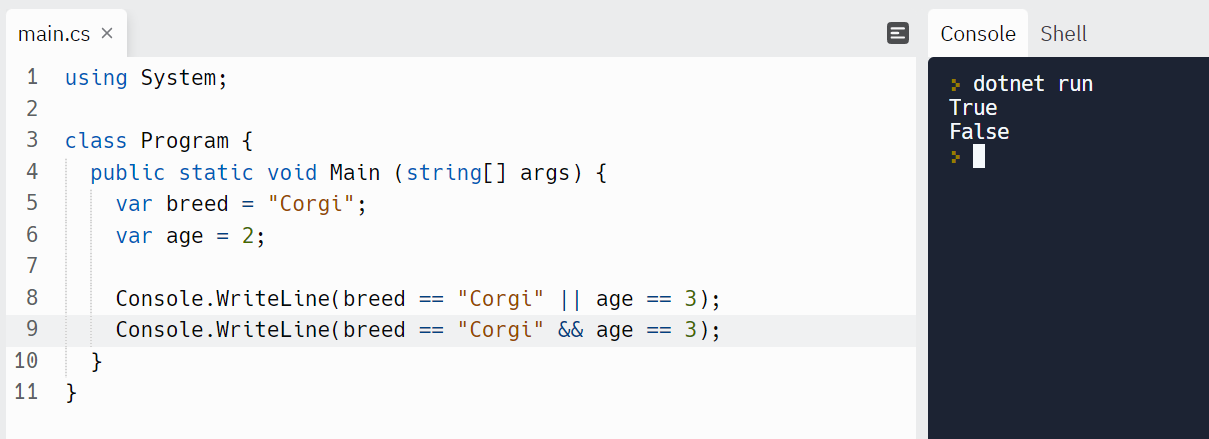 main.cs ×
1 using System;
2
3 class Program {
4   public static void Main (string[] args) {
5     var breed = "Corgi";
6     var age = 2;
7
8     Console.WriteLine(breed == "Corgi" || age == 3);
9     Console.WriteLine(breed == "Corgi" && age == 3);
10   }
11 }
Console Shell
> dotnet run
True
False
>